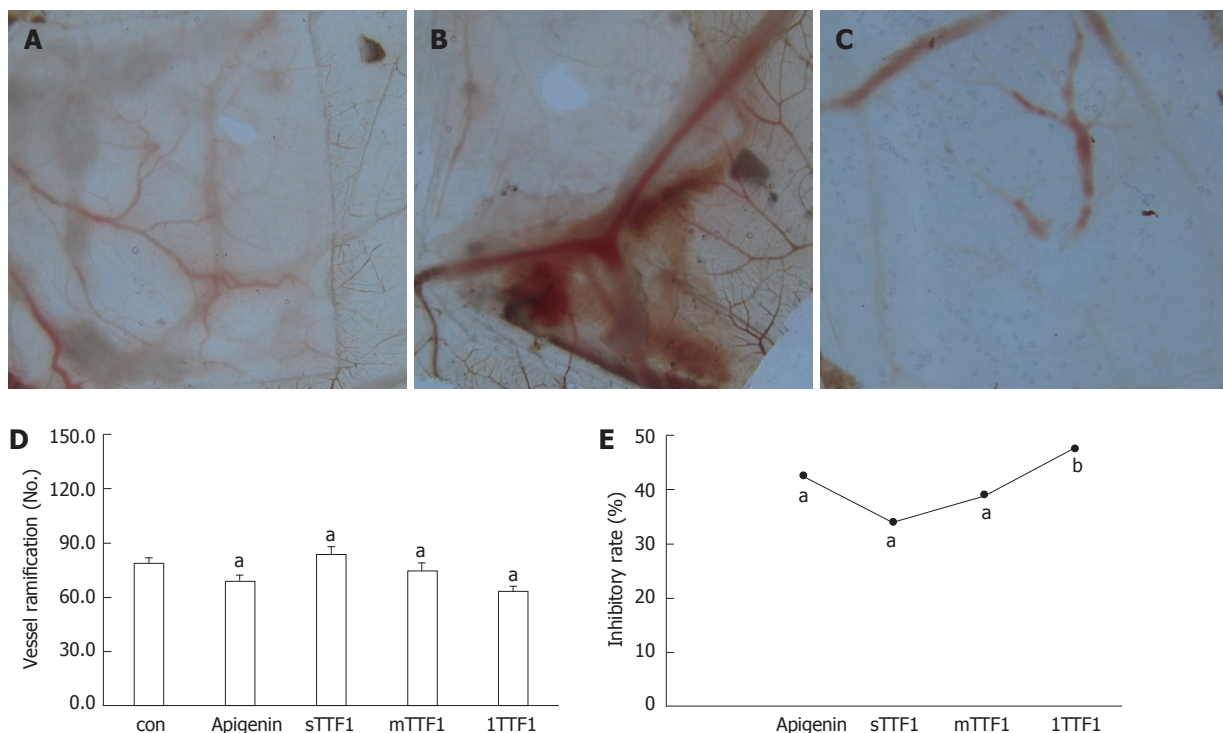 A
B
C
D
Vessel ramification (No.)
150.0
120.0
90.0
60.0
30.0
0.0
a
a
a
a
con
Apigenin
sTTF1
mTTF1
1TTF1
E
Inhibitory rate (%)
50
40
30
20
10
0
a
a
a
b
Apigenin
sTTF1
mTTF1
1TTF1